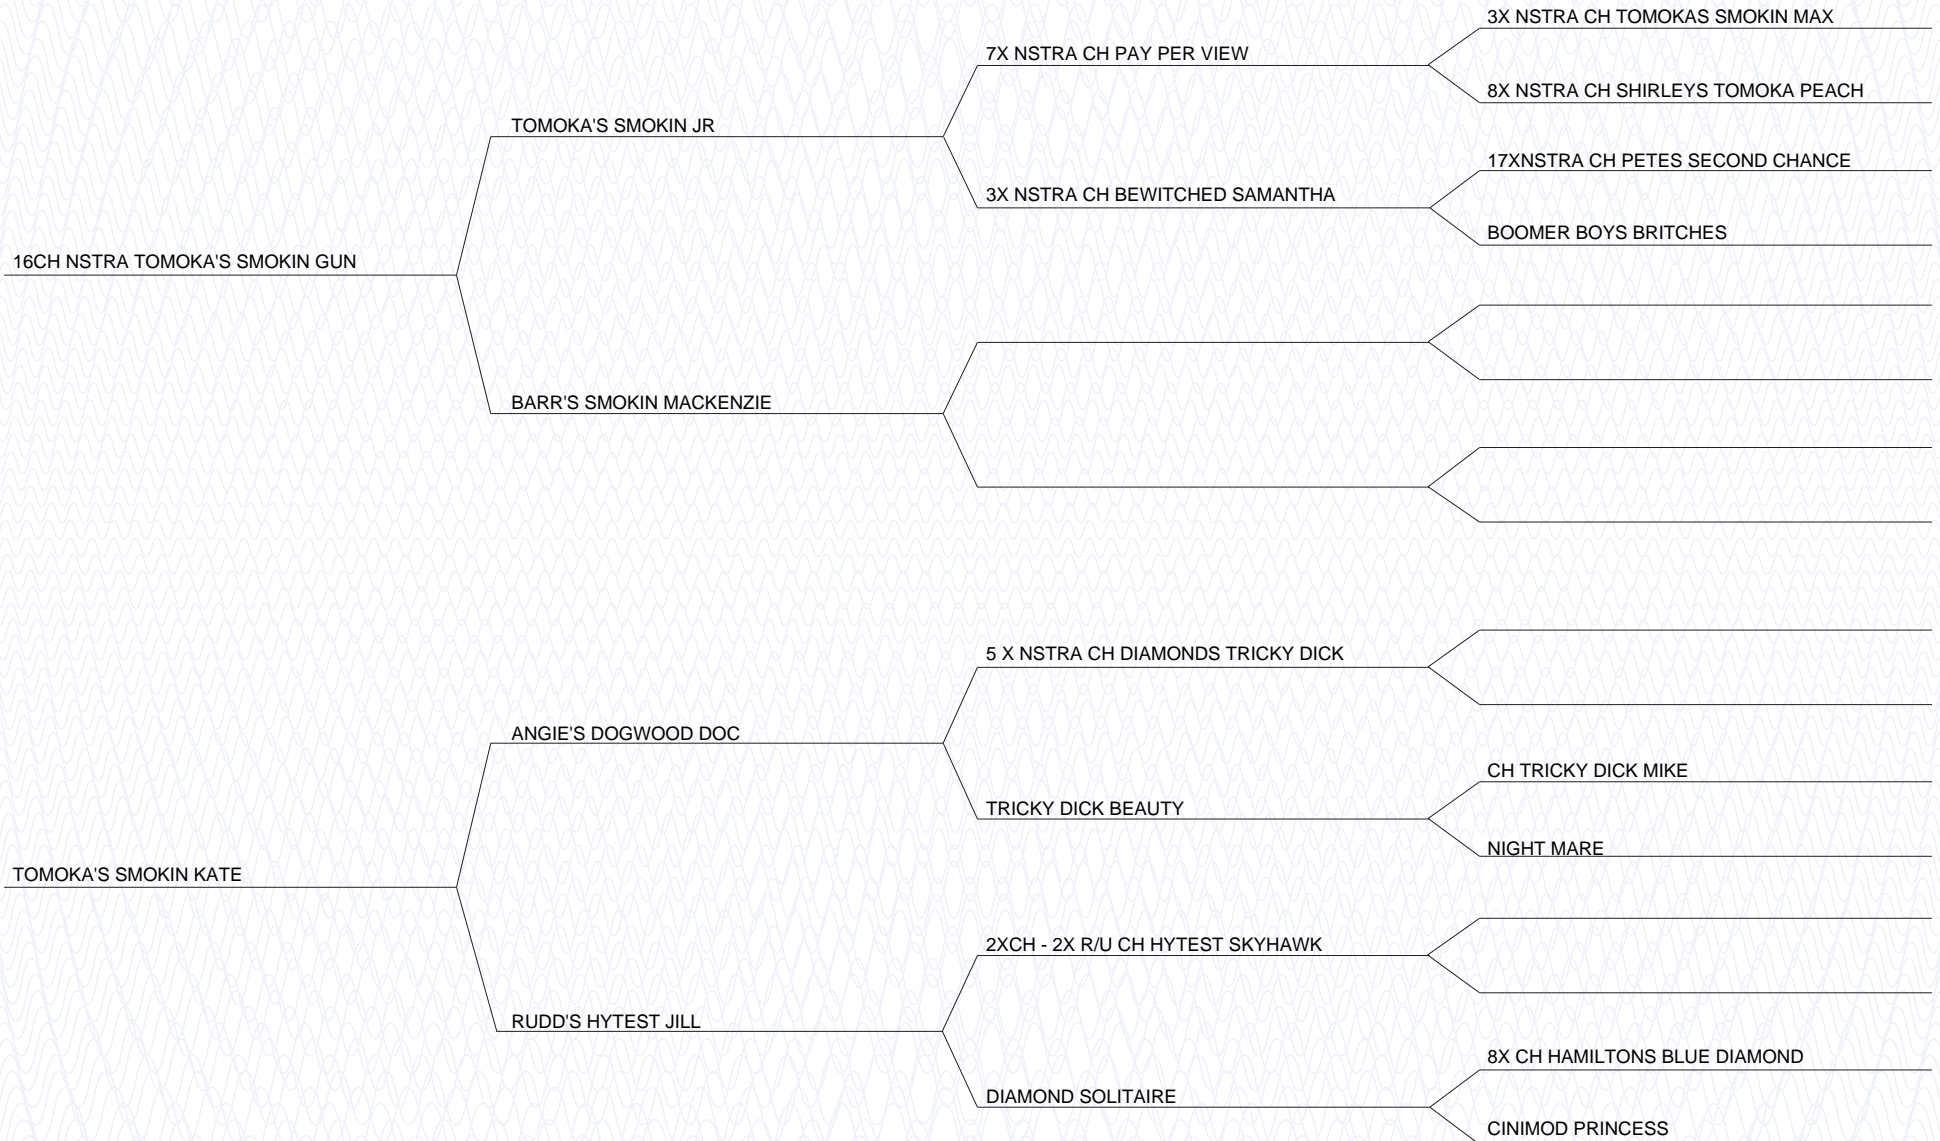 3X NSTRA CH TOMOKAS SMOKIN MAX
7X NSTRA CH PAY PER VIEW
8X NSTRA CH SHIRLEYS TOMOKA PEACH
TOMOKA'S SMOKIN JR
17XNSTRA CH PETES SECOND CHANCE
3X NSTRA CH BEWITCHED SAMANTHA
BOOMER BOYS BRITCHES
16CH NSTRA TOMOKA'S SMOKIN GUN
BARR'S SMOKIN MACKENZIE
5 X NSTRA CH DIAMONDS TRICKY DICK
ANGIE'S DOGWOOD DOC
CH TRICKY DICK MIKE
TRICKY DICK BEAUTY
NIGHT MARE
TOMOKA'S SMOKIN KATE
2XCH - 2X R/U CH HYTEST SKYHAWK
RUDD'S HYTEST JILL
8X CH HAMILTONS BLUE DIAMOND
DIAMOND SOLITAIRE
CINIMOD PRINCESS